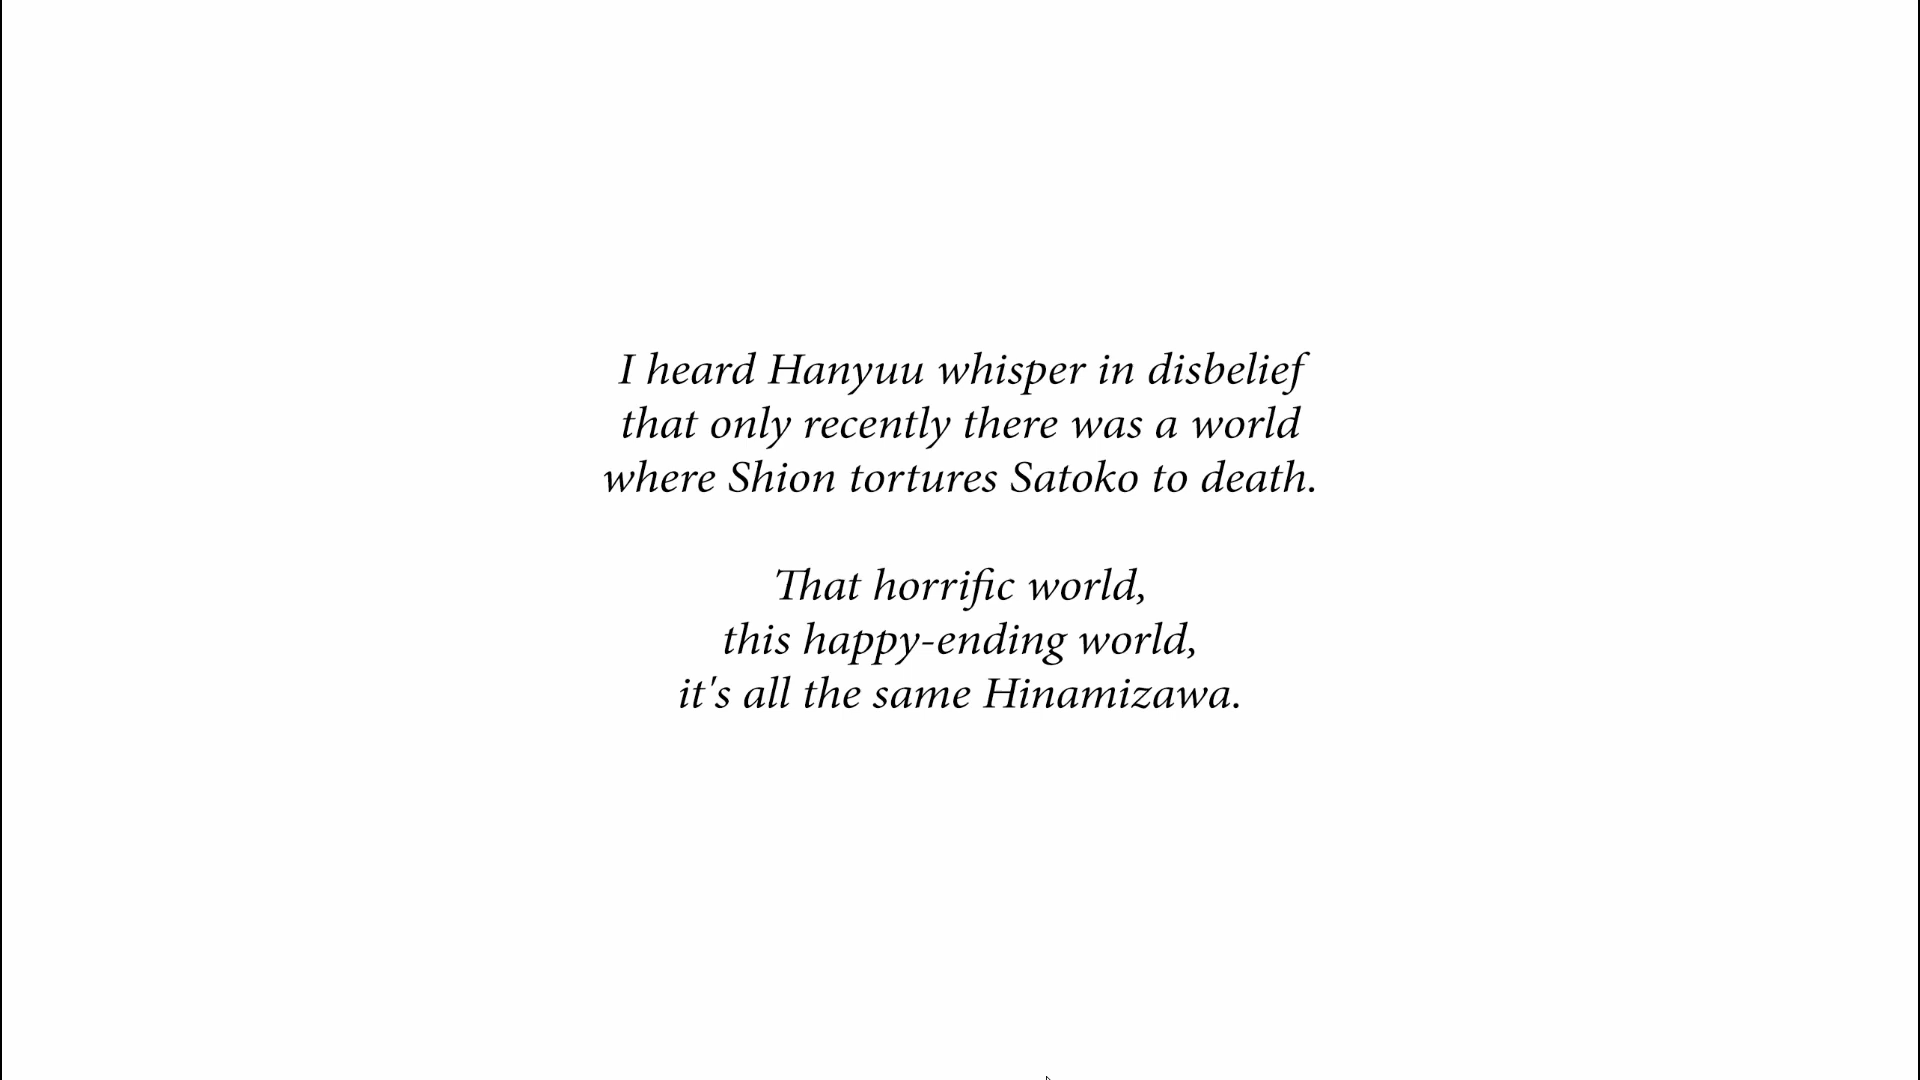 I heard Hanyuu whisper in disbelief
that only recently there was a world
where Shion tortures Satoko to death.
That horrific world,
this happy-ending world,
it's all the same Hinamizawa.